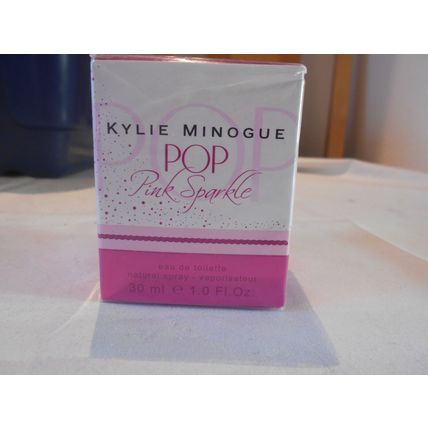 KYLIE MINOGUE
POP
Pink Sparkle
eau de toilette
natural spray - vaporisateur
30 ml ℮ 1.0 Fl.Oz.